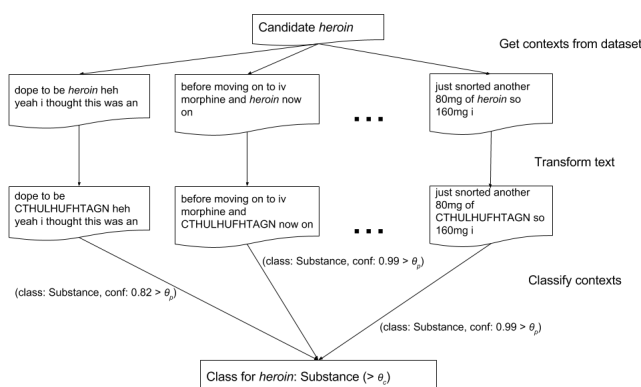 Candidate heroin
Get contexts from dataset
dope to be heroin heh
yeah i thought this was an
before moving on to iv
morphine and heroin now
on
...
just snorted another
80mg of heroin so
160mg i
Transform text
dope to be
CTHULHUFHTAGN heh
yeah i thought this was an
before moving on to iv
morphine and
CTHULHUFHTAGN now on
...
just snorted another
80mg of
CTHULHUFHTAGN so
160mg i
(class: Substance, conf: 0.99 > θp)
Classify contexts
(class: Substance, conf: 0.82 > θp)
(class: Substance, conf: 0.99 > θp)
Class for heroin: Substance (> θc)